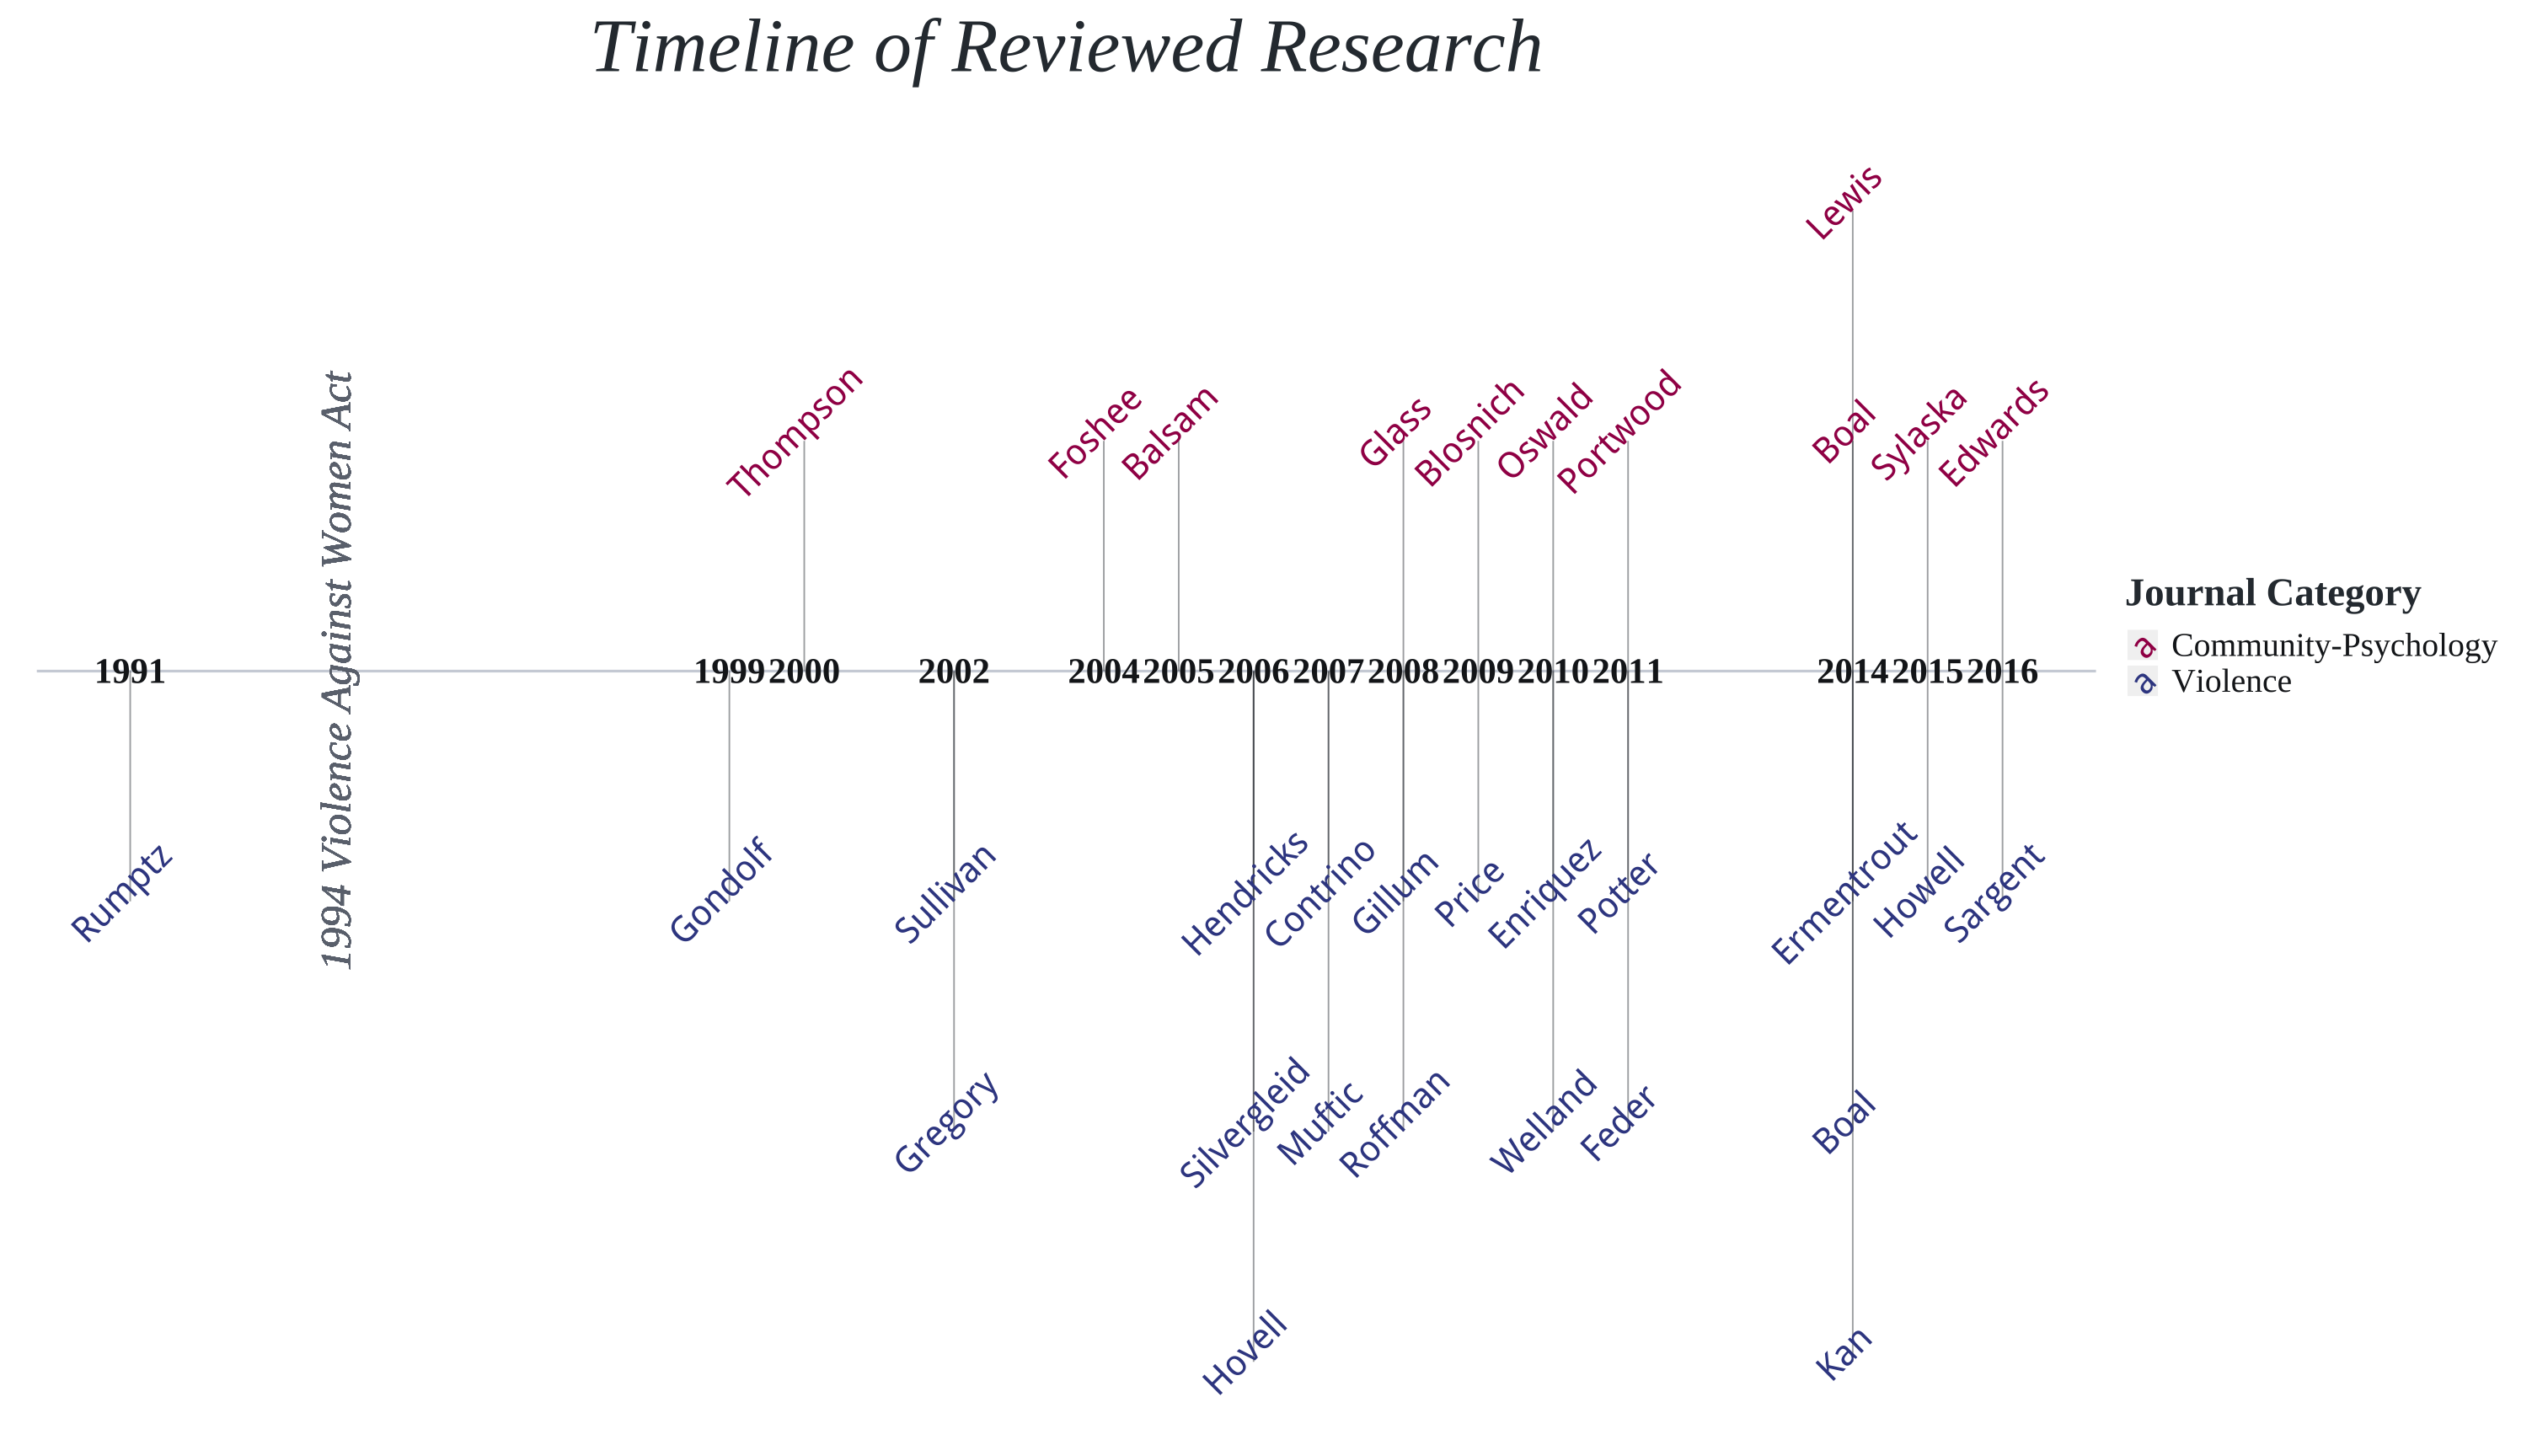 Timeline of Reviewed Research
Lewis
Thompson
Foshee
Balsam
Glass
Blosnich
Oswald
Portwood
Boal
Sylaska
Edwards
1994 Violence Against Women Act
1991
1999
2000
2002
2004
2005
2006
2007
2008
2009
2010
2011
2014
2015
2016
Journal Category
a Community-Psychology
a Violence
Rumptz
Gondolf
Sullivan
Hendricks
Contrino
Gillum
Price
Enriquez
Potter
Ermentrout
Howell
Sargent
Gregory
Silvergleid
Muftic
Roffman
Welland
Feder
Boal
Hovell
Kan